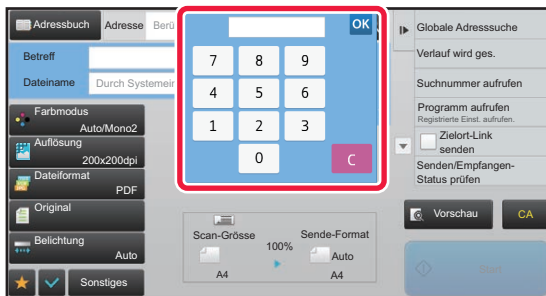 Adressbuch
Adresse
Berü
OK
Globale Adresssuche
Betreff
Verlauf wird ges.
7 8 9
Dateiname
Durch Systemein
Suchnummer aufrufen
4 5 6
Programm aufrufen
Registrierte Einst. aufrufen.
Farbmodus
Auto/Mono2
1 2 3
Zielort-Link
senden
Auflösung
200x200dpi
0 C
Senden/Empfangen-
Status prüfen
Dateiformat
PDF
Original
Vorschau
CA
Scan-Grösse
100%
Sende-Format
Auto
A4
A4
Belichtung
Auto
Sonstiges
Start